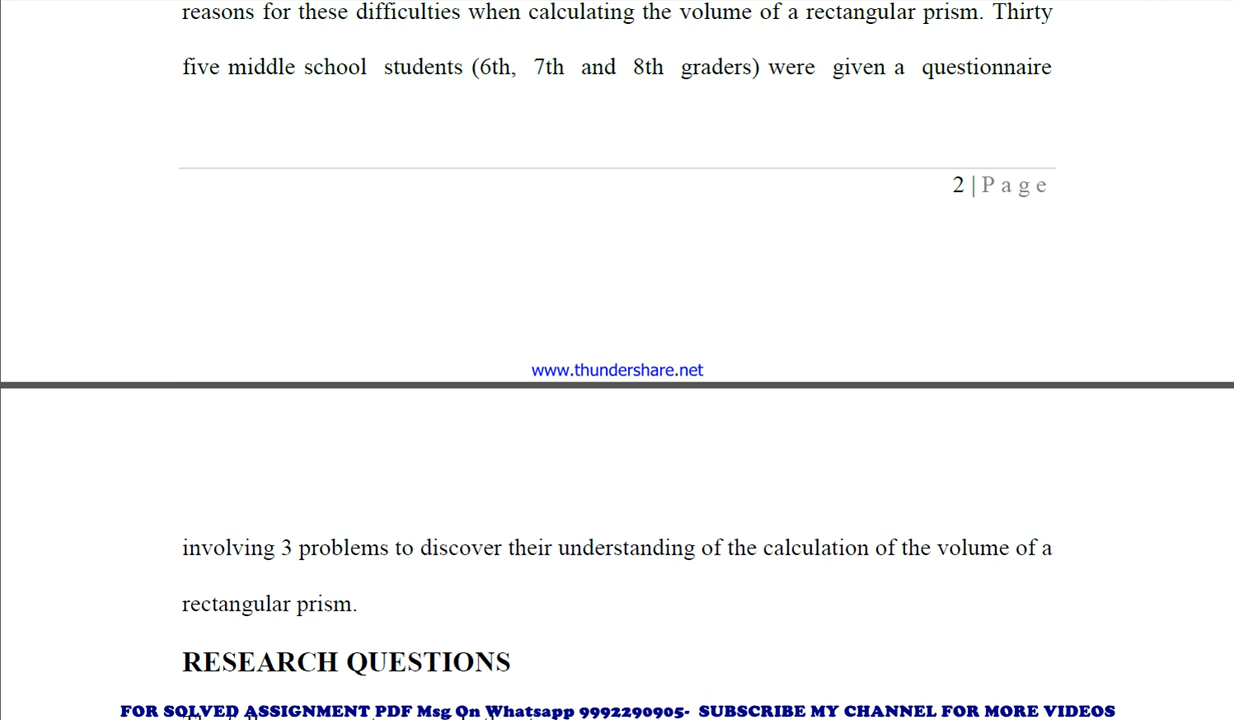 reasons for these difficulties when calculating the volume of a rectangular prism. Thirty
five middle school students (6th, 7th and 8th graders) were given a questionnaire
2 | P a g e
www.thundershare.net
involving 3 problems to discover their understanding of the calculation of the volume of a
rectangular prism.
RESEARCH QUESTIONS
FOR SOLVED ASSIGNMENT PDF Msg On Whatsapp 9992290905- SUBSCRIBE MY CHANNEL FOR MORE VIDEOS